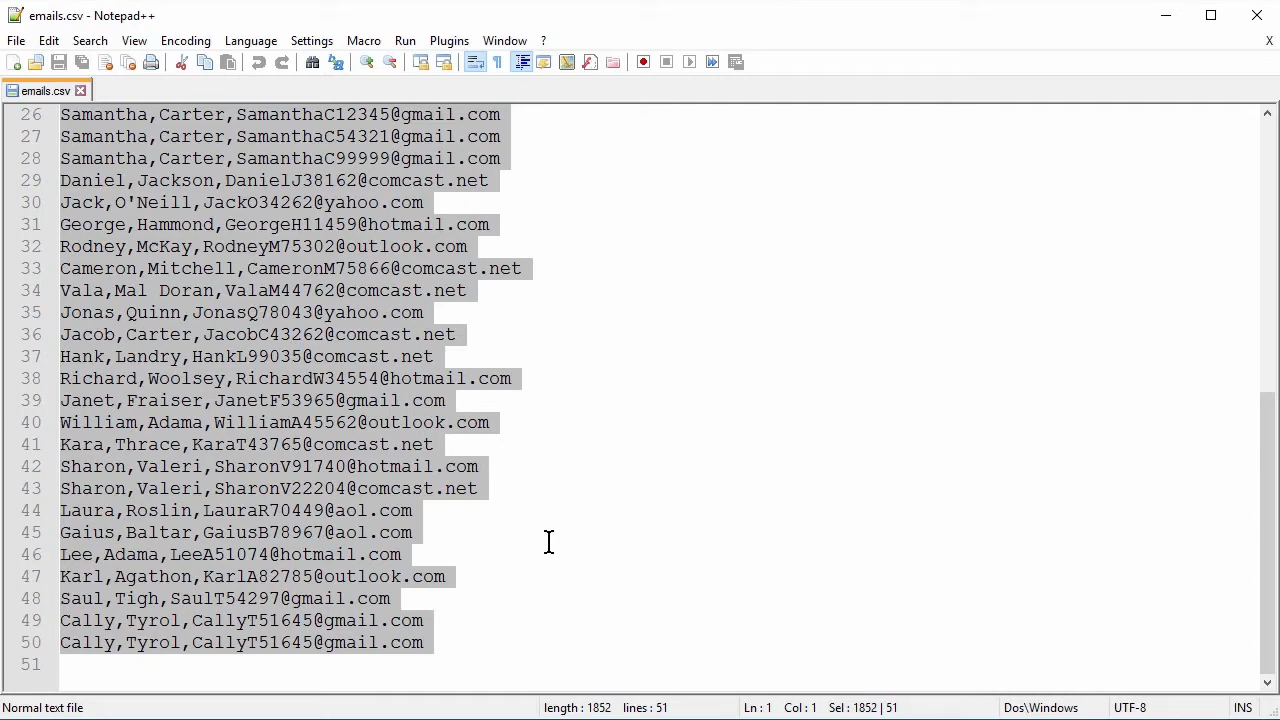 emails.csv - Notepad++
File Edit Search View Encoding Language Settings Macro Run Plugins Window ? X
emails.csv
26 Samantha,Carter,SamanthaC12345@gmail.com
27 Samantha,Carter,SamanthaC54321@gmail.com
28 Samantha,Carter,SamanthaC99999@gmail.com
29 Daniel,Jackson,DanielJ38162@comcast.net
30 Jack,O'Neill,JackO34262@yahoo.com
31 George,Hammond,GeorgeH11459@hotmail.com
32 Rodney,McKay,RodneyM75302@outlook.com
33 Cameron,Mitchell,CameronM75866@comcast.net
34 Vala,Mal Doran,ValaM44762@comcast.net
35 Jonas,Quinn,JonasQ78043@yahoo.com
36 Jacob,Carter,JacobC43262@comcast.net
37 Hank,Landry,HankL99035@comcast.net
38 Richard,Woolsey,RichardW34554@hotmail.com
39 Janet,Fraiser,JanetF53965@gmail.com
40 William,Adama,WilliamA45562@outlook.com
41 Kara,Thrace,KaraT43765@comcast.net
42 Sharon,Valeri,SharonV91740@hotmail.com
43 Sharon,Valeri,SharonV22204@comcast.net
44 Laura,Roslin,LauraR70449@aol.com
45 Gaius,Baltar,GaiusB78967@aol.com
46 Lee,Adama,LeeA51074@hotmail.com
47 Karl,Agathon,KarlA82785@outlook.com
48 Saul,Tigh,SaulT54297@gmail.com
49 Cally,Tyrol,CallyT51645@gmail.com
50 Cally,Tyrol,CallyT51645@gmail.com
51
Normal text file length : 1852 lines : 51 Ln : 1 Col : 1 Sel : 1852 | 51 Dos\Windows UTF-8 INS